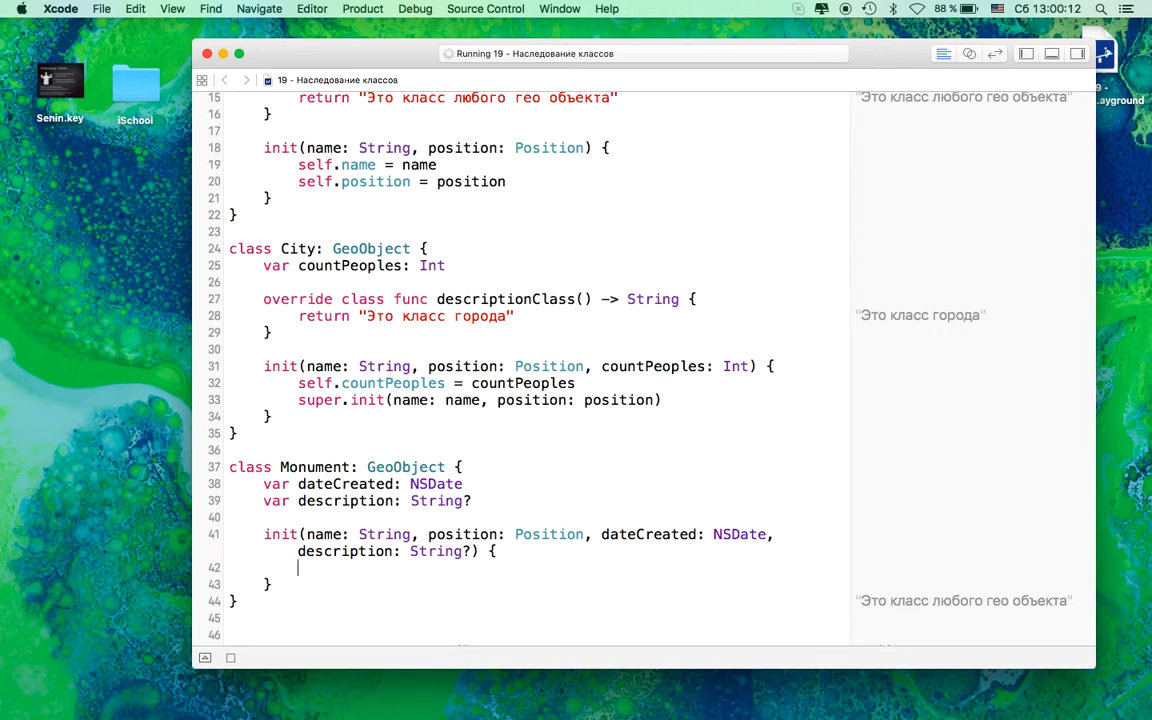 Xcode File Edit View Find Navigate Editor Product Debug Source Control Window Help 88 % Сб 13:00:12
Running 19 - Наследование классов
19 - Наследование классов
Senin.key
iSchool
9 -
.ayground
15 return "Это класс любого гео объекта"
"Это класс любого гео объекта"
16 }
17
18 init(name: String, position: Position) {
19 self.name = name
20 self.position = position
21 }
22 }
23
24 class City: GeoObject {
25 var countPeoples: Int
26
27 override class func descriptionClass() -> String {
28 return "Это класс города"
"Это класс города"
29 }
30
31 init(name: String, position: Position, countPeoples: Int) {
32 self.countPeoples = countPeoples
33 super.init(name: name, position: position)
34 }
35 }
36
37 class Monument: GeoObject {
38 var dateCreated: NSDate
39 var description: String?
40
41 init(name: String, position: Position, dateCreated: NSDate,
description: String?) {
42
43 }
44 }
"Это класс любого гео объекта"
45
46